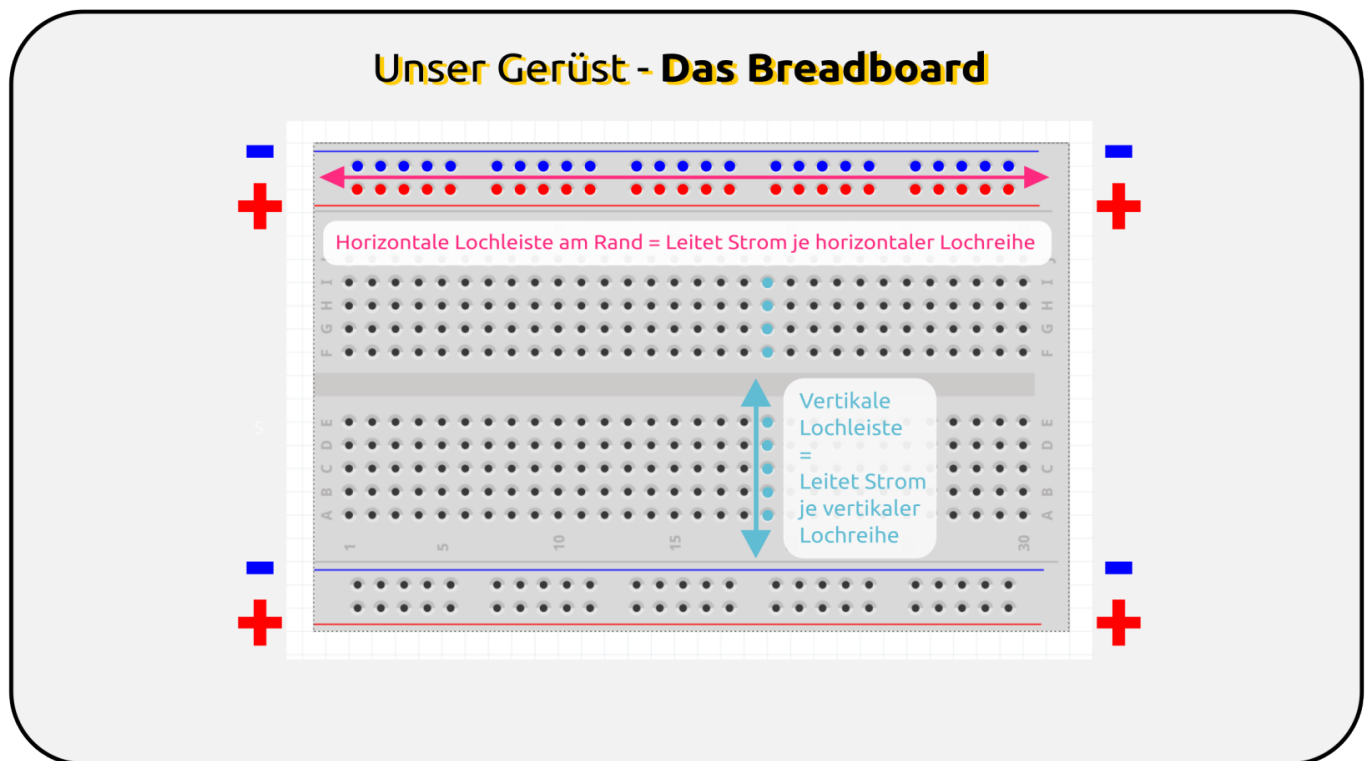 Unser Gerüst - Das Breadboard
- -
+ +
Horizontale Lochleiste am Rand = Leitet Strom je horizontaler Lochreihe
J
I I
H H
G G
F F
Vertikale
Lochleiste
=
Leitet Strom
je vertikaler
Lochreihe
5
E E
D D
C C
B B
A A
1 5 10 15 30
- -
+ +